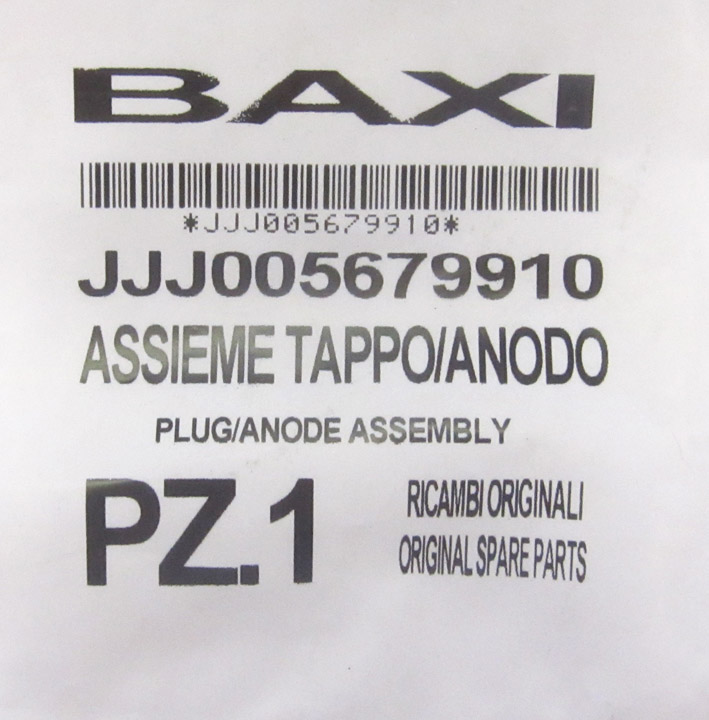 BAXI
*JJJ005679910*
JJJ005679910
ASSIEME TAPPO/ANODO
PLUG/ANODE ASSEMBLY
PZ.1
RICAMBI ORIGINALI
ORIGINAL SPARE PARTS